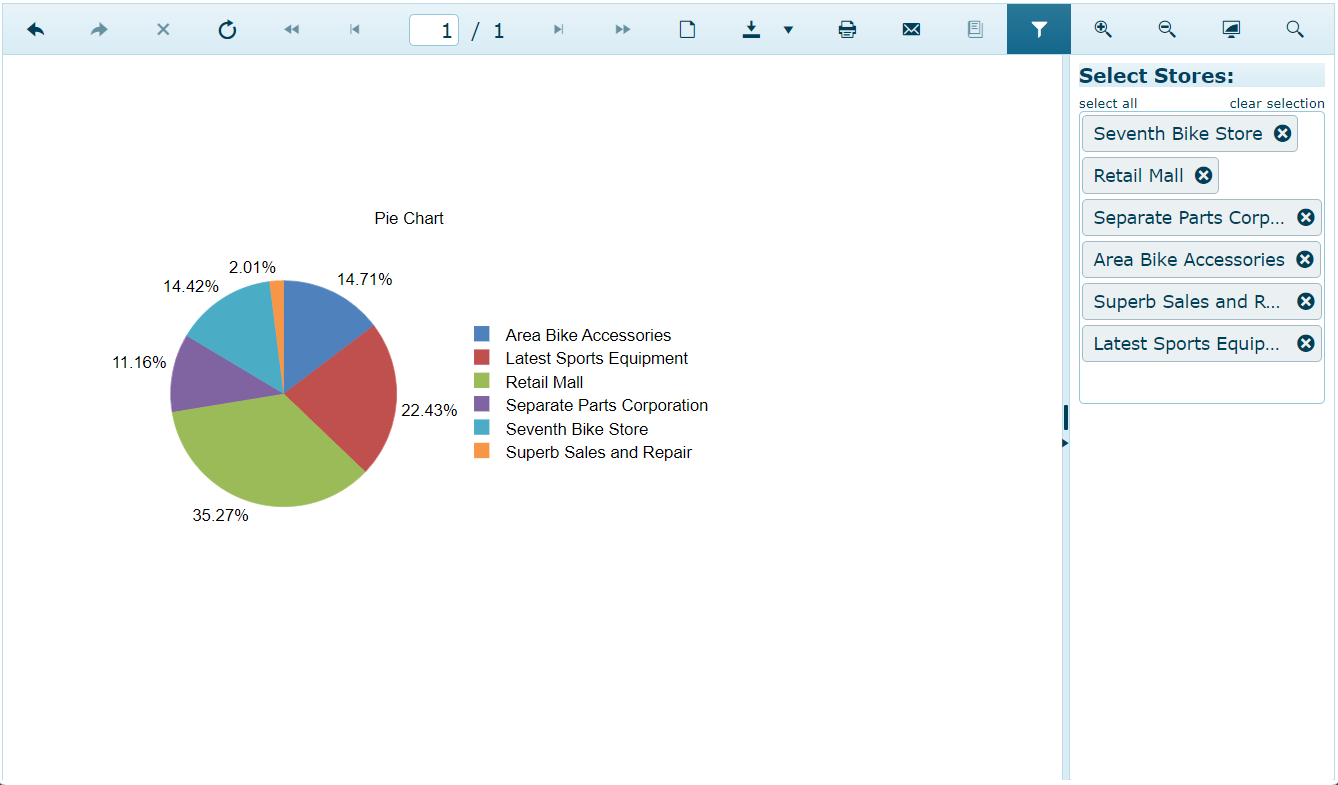 1 / 1
Select Stores:
select all clear selection
Seventh Bike Store
Retail Mall
Separate Parts Corp...
Area Bike Accessories
Superb Sales and R...
Latest Sports Equip...
Pie Chart
2.01%
14.71%
14.42%
11.16%
22.43%
35.27%
Area Bike Accessories
Latest Sports Equipment
Retail Mall
Separate Parts Corporation
Seventh Bike Store
Superb Sales and Repair